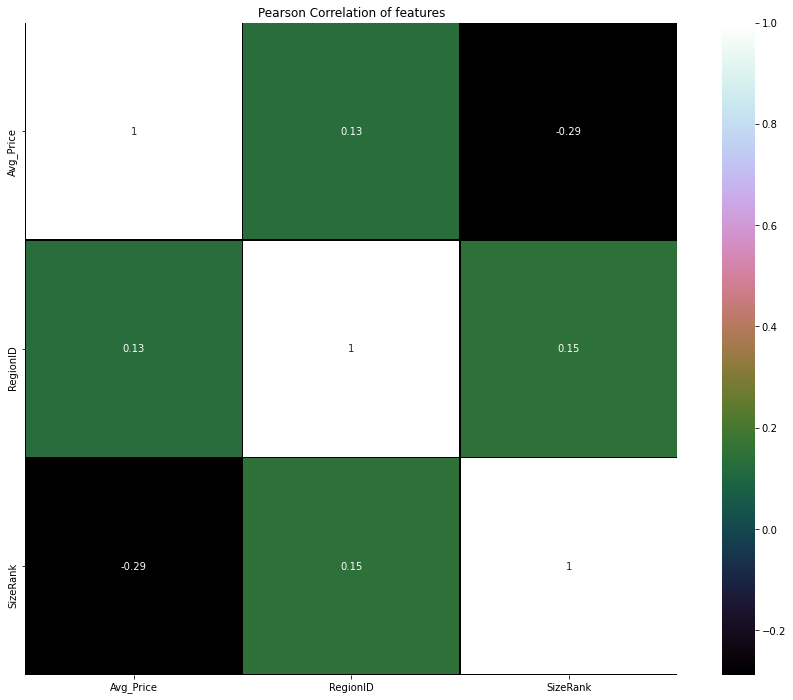 Pearson Correlation of features
Avg_Price
1
0.13
-0.29
RegionID
0.13
1
0.15
SizeRank
-0.29
0.15
1
Avg_Price
RegionID
SizeRank
1.0
0.8
0.6
0.4
0.2
0.0
−0.2